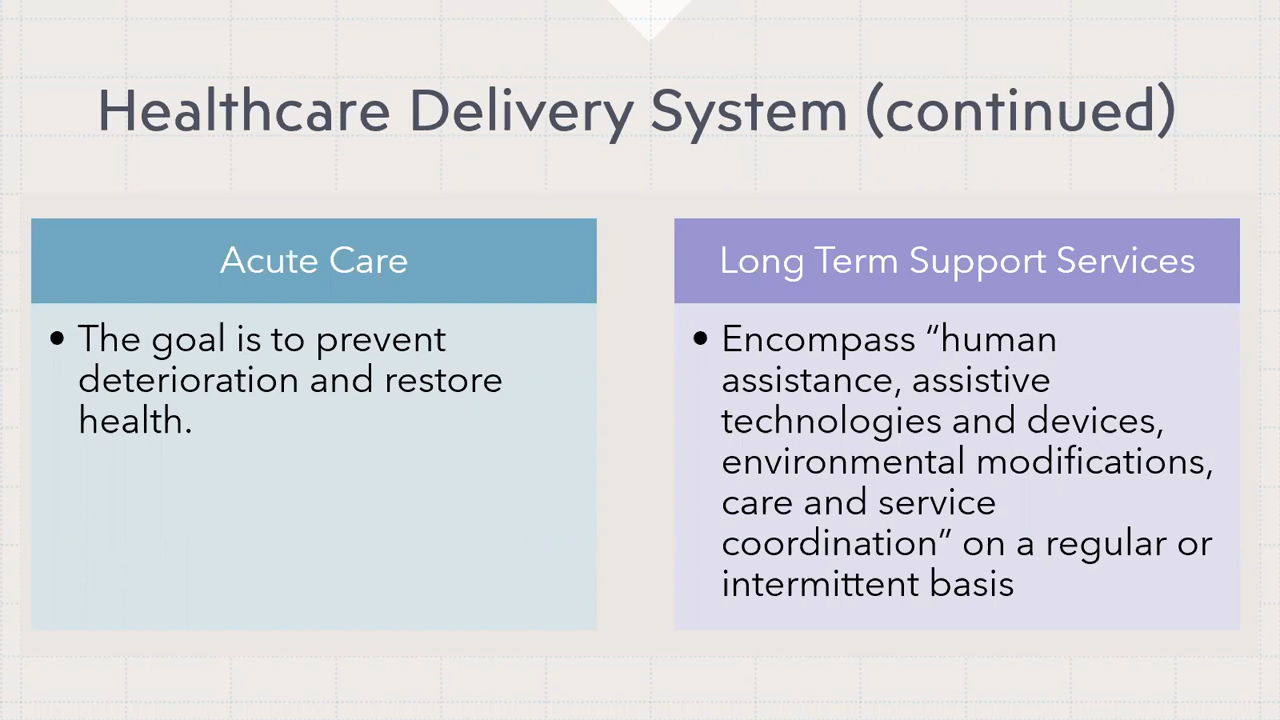 Healthcare Delivery System (continued)
Acute Care
• The goal is to prevent
deterioration and restore
health.
Long Term Support Services
• Encompass “human
assistance, assistive
technologies and devices,
environmental modifications,
care and service
coordination” on a regular or
intermittent basis